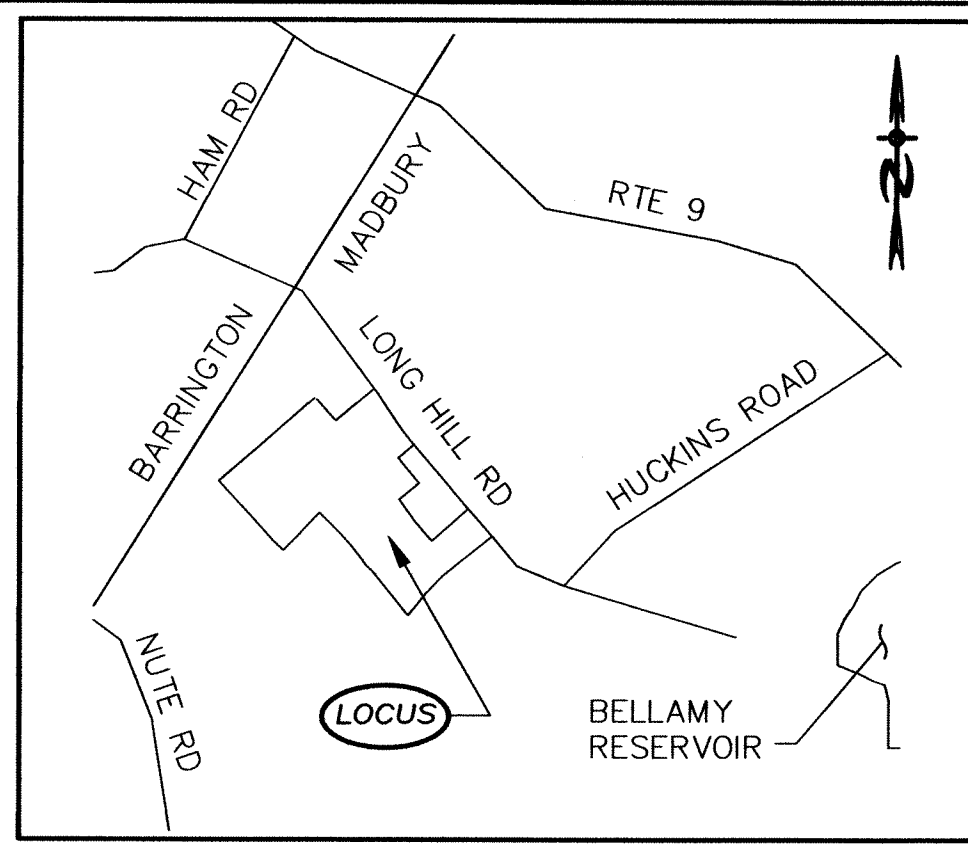 HAM RD
MADBURY
RTE 9
N
BARRINGTON
LONG HILL RD
HUCKINS ROAD
NUTE RD
LOCUS
BELLAMY
RESERVOIR